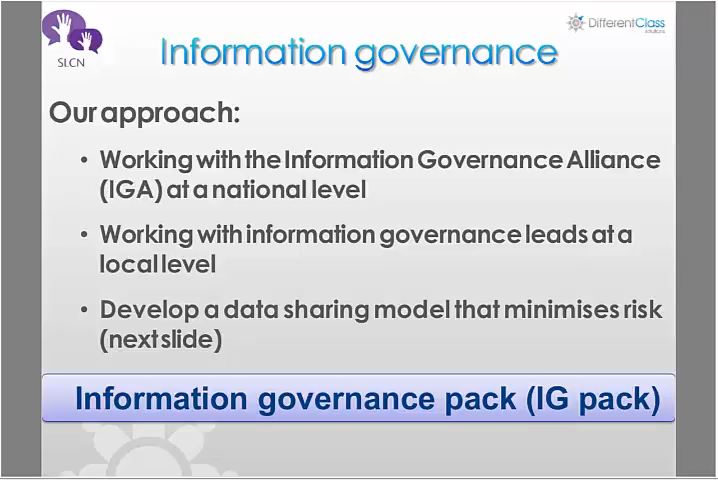 SLCN
DifferentClass
solutions
Information governance
Our approach:
• Working with the Information Governance Alliance
(IGA) at a national level
• Working with information governance leads at a
local level
• Develop a data sharing model that minimises risk
(next slide)
Information governance pack (IG pack)